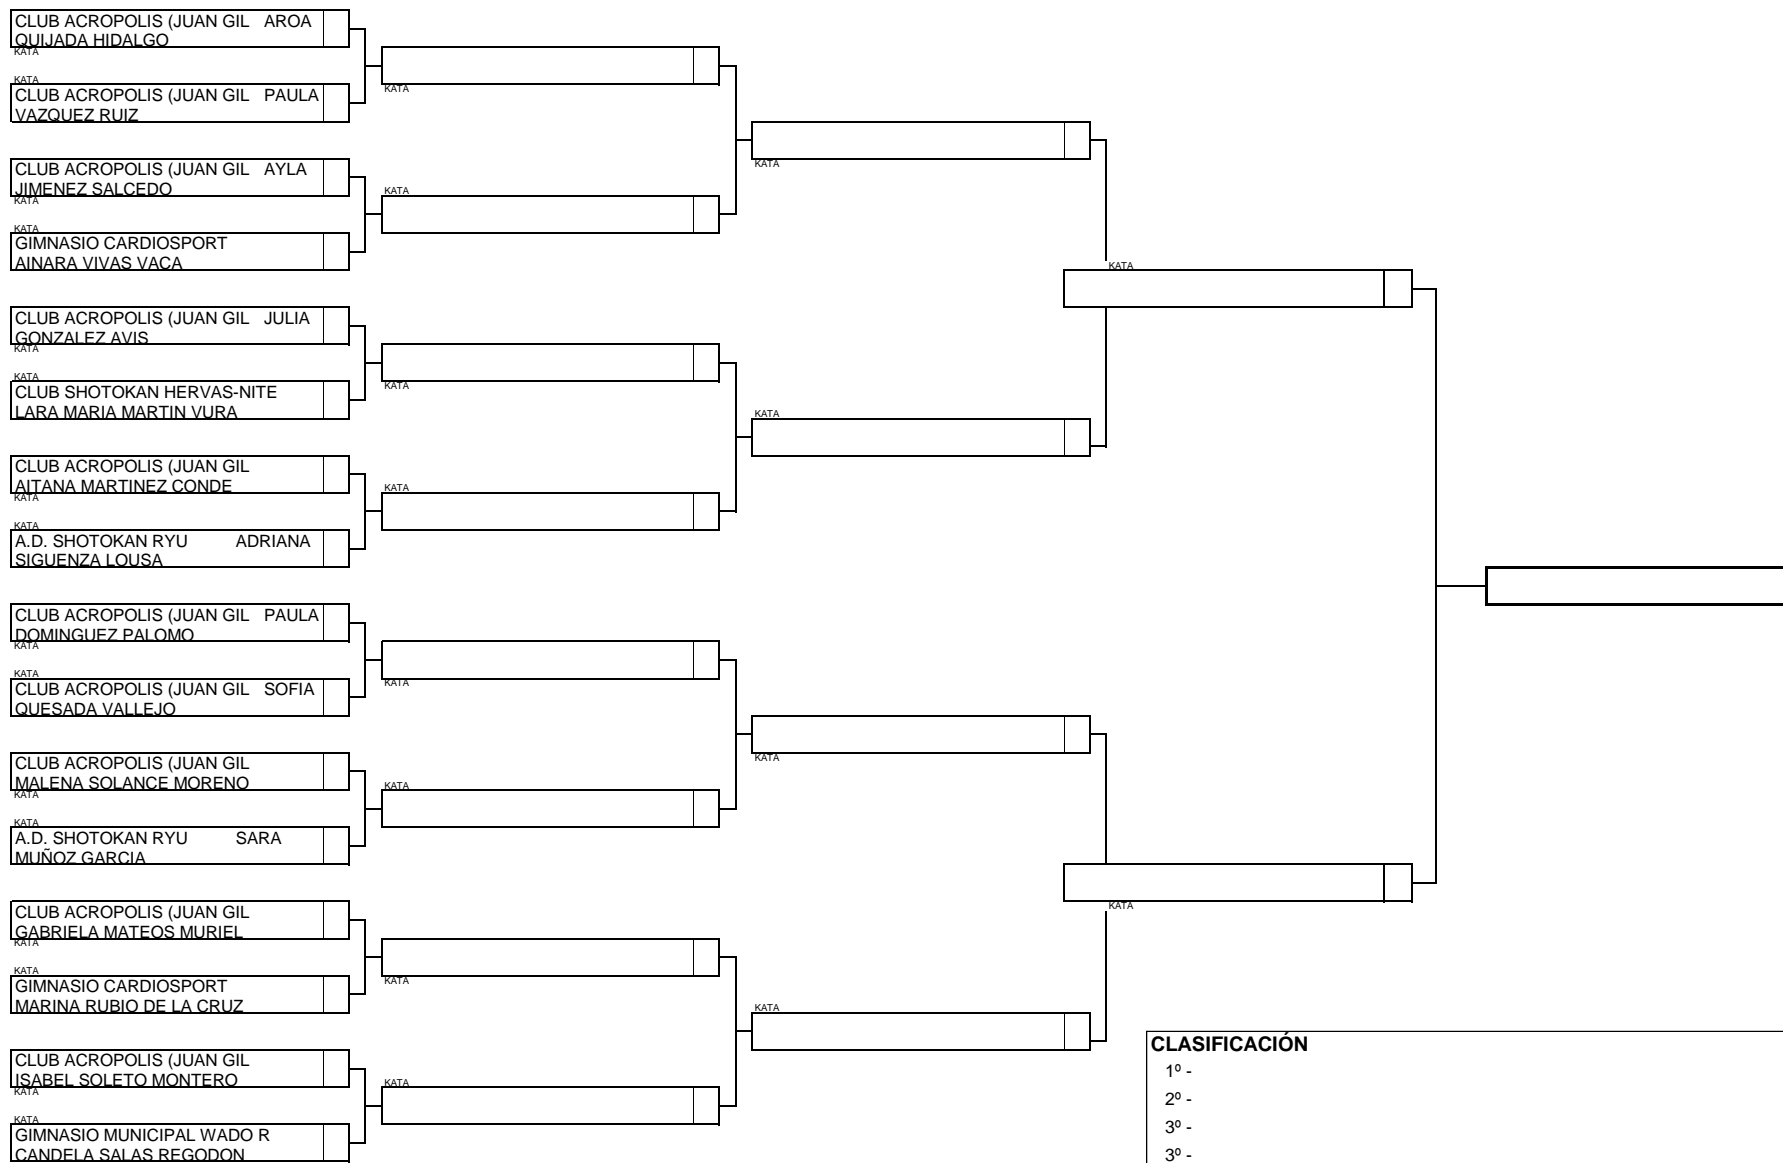 CLUB ACROPOLIS (JUAN GIL AROA
QUIJADA HIDALGO
KATA
KATA
CLUB ACROPOLIS (JUAN GIL PAULA
VAZQUEZ RUIZ
CLUB ACROPOLIS (JUAN GIL AYLA
JIMENEZ SALCEDO
KATA
KATA
GIMNASIO CARDIOSPORT
AINARA VIVAS VACA
CLUB ACROPOLIS (JUAN GIL JULIA
GONZALEZ AVIS
KATA
KATA
CLUB SHOTOKAN HERVAS-NITE
LARA MARIA MARTIN VURA
CLUB ACROPOLIS (JUAN GIL
AITANA MARTINEZ CONDE
KATA
KATA
A.D. SHOTOKAN RYU ADRIANA
SIGUENZA LOUSA
CLUB ACROPOLIS (JUAN GIL PAULA
DOMINGUEZ PALOMO
KATA
KATA
CLUB ACROPOLIS (JUAN GIL SOFIA
QUESADA VALLEJO
CLUB ACROPOLIS (JUAN GIL
MALENA SOLANCE MORENO
KATA
KATA
A.D. SHOTOKAN RYU SARA
MUÑOZ GARCIA
CLUB ACROPOLIS (JUAN GIL
GABRIELA MATEOS MURIEL
KATA
KATA
GIMNASIO CARDIOSPORT
MARINA RUBIO DE LA CRUZ
CLUB ACROPOLIS (JUAN GIL
ISABEL SOLETO MONTERO
KATA
KATA
GIMNASIO MUNICIPAL WADO R
CANDELA SALAS REGODON
KATA
KATA
KATA
KATA
KATA
KATA
KATA
KATA
KATA
KATA
KATA
KATA
KATA
KATA
CLASIFICACIÓN
1º -
2º -
3º -
3º -